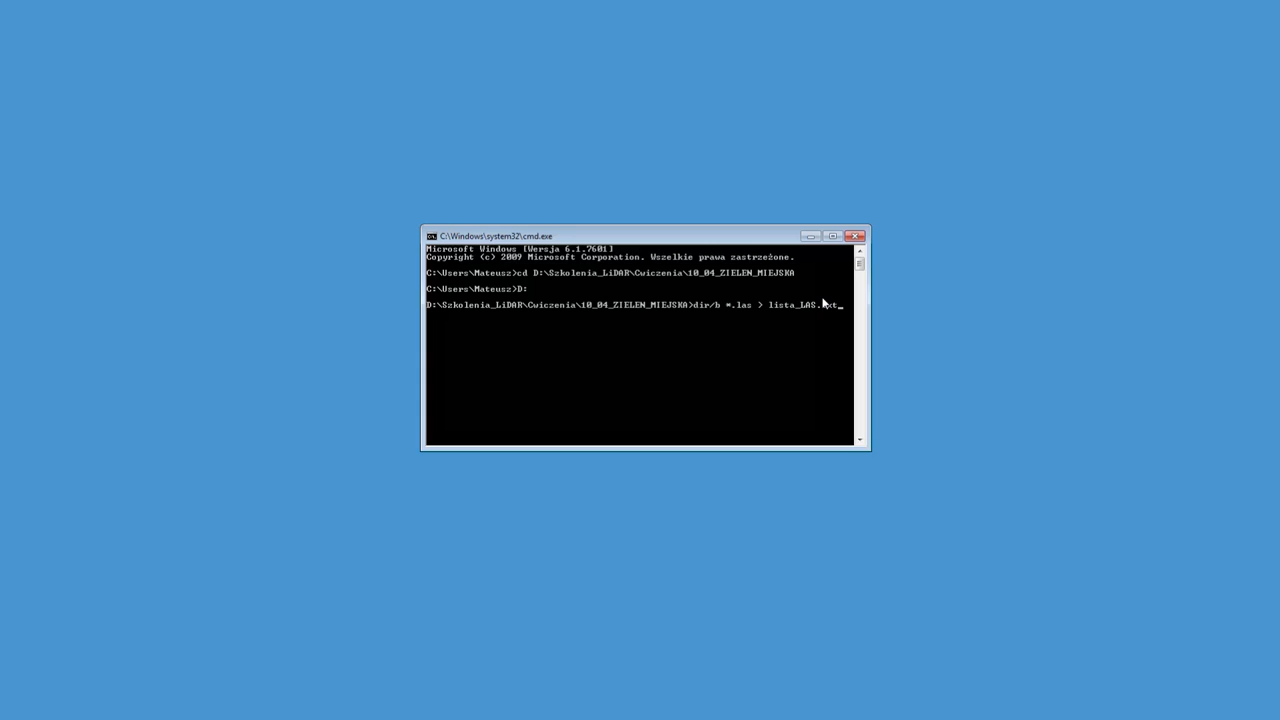 C:\Windows\system32\cmd.exe
Microsoft Windows [Wersja 6.1.7601]
Copyright (c) 2009 Microsoft Corporation. Wszelkie prawa zastrzeżone.
C:\Users\Mateusz>cd D:\Szkolenia_LiDAR\Cwiczenia\10_04_ZIELEN_MIEJSKA
C:\Users\Mateusz>D:
D:\Szkolenia_LiDAR\Cwiczenia\10_04_ZIELEN_MIEJSKA>dir/b *.las > lista_LAS.txt_